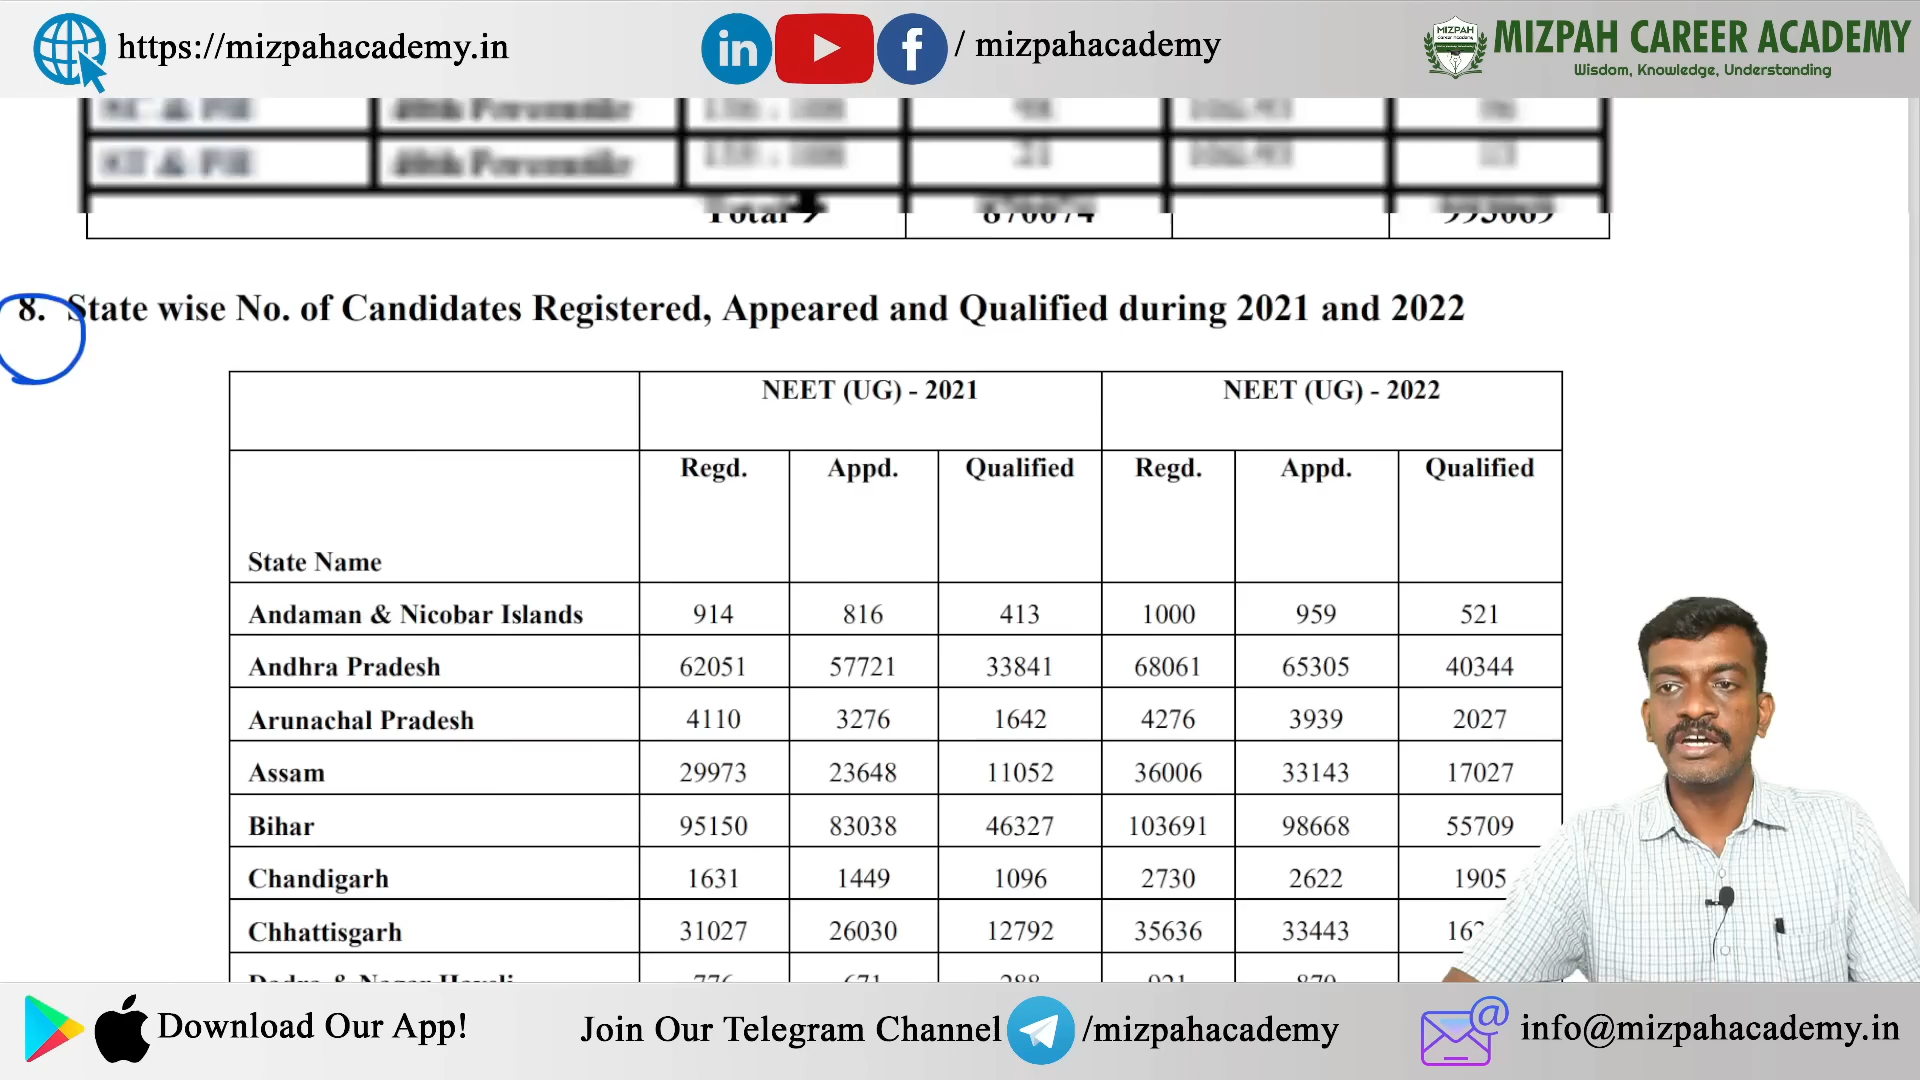 https://mizpahacademy.in
in
/ mizpahacademy
MIZPAH
MIZPAH CAREER ACADEMY
Wisdom, Knowledge, Understanding
Total → 870074 993069
8. State wise No. of Candidates Registered, Appeared and Qualified during 2021 and 2022
NEET (UG) - 2021 NEET (UG) - 2022
Regd. Appd. Qualified Regd. Appd. Qualified
State Name
Andaman & Nicobar Islands 914 816 413 1000 959 521
Andhra Pradesh 62051 57721 33841 68061 65305 40344
Arunachal Pradesh 4110 3276 1642 4276 3939 2027
Assam 29973 23648 11052 36006 33143 17027
Bihar 95150 83038 46327 103691 98668 55709
Chandigarh 1631 1449 1096 2730 2622 1905
Chhattisgarh 31027 26030 12792 35636 33443
Download Our App!
Join Our Telegram Channel /mizpahacademy
@ info@mizpahacademy.in